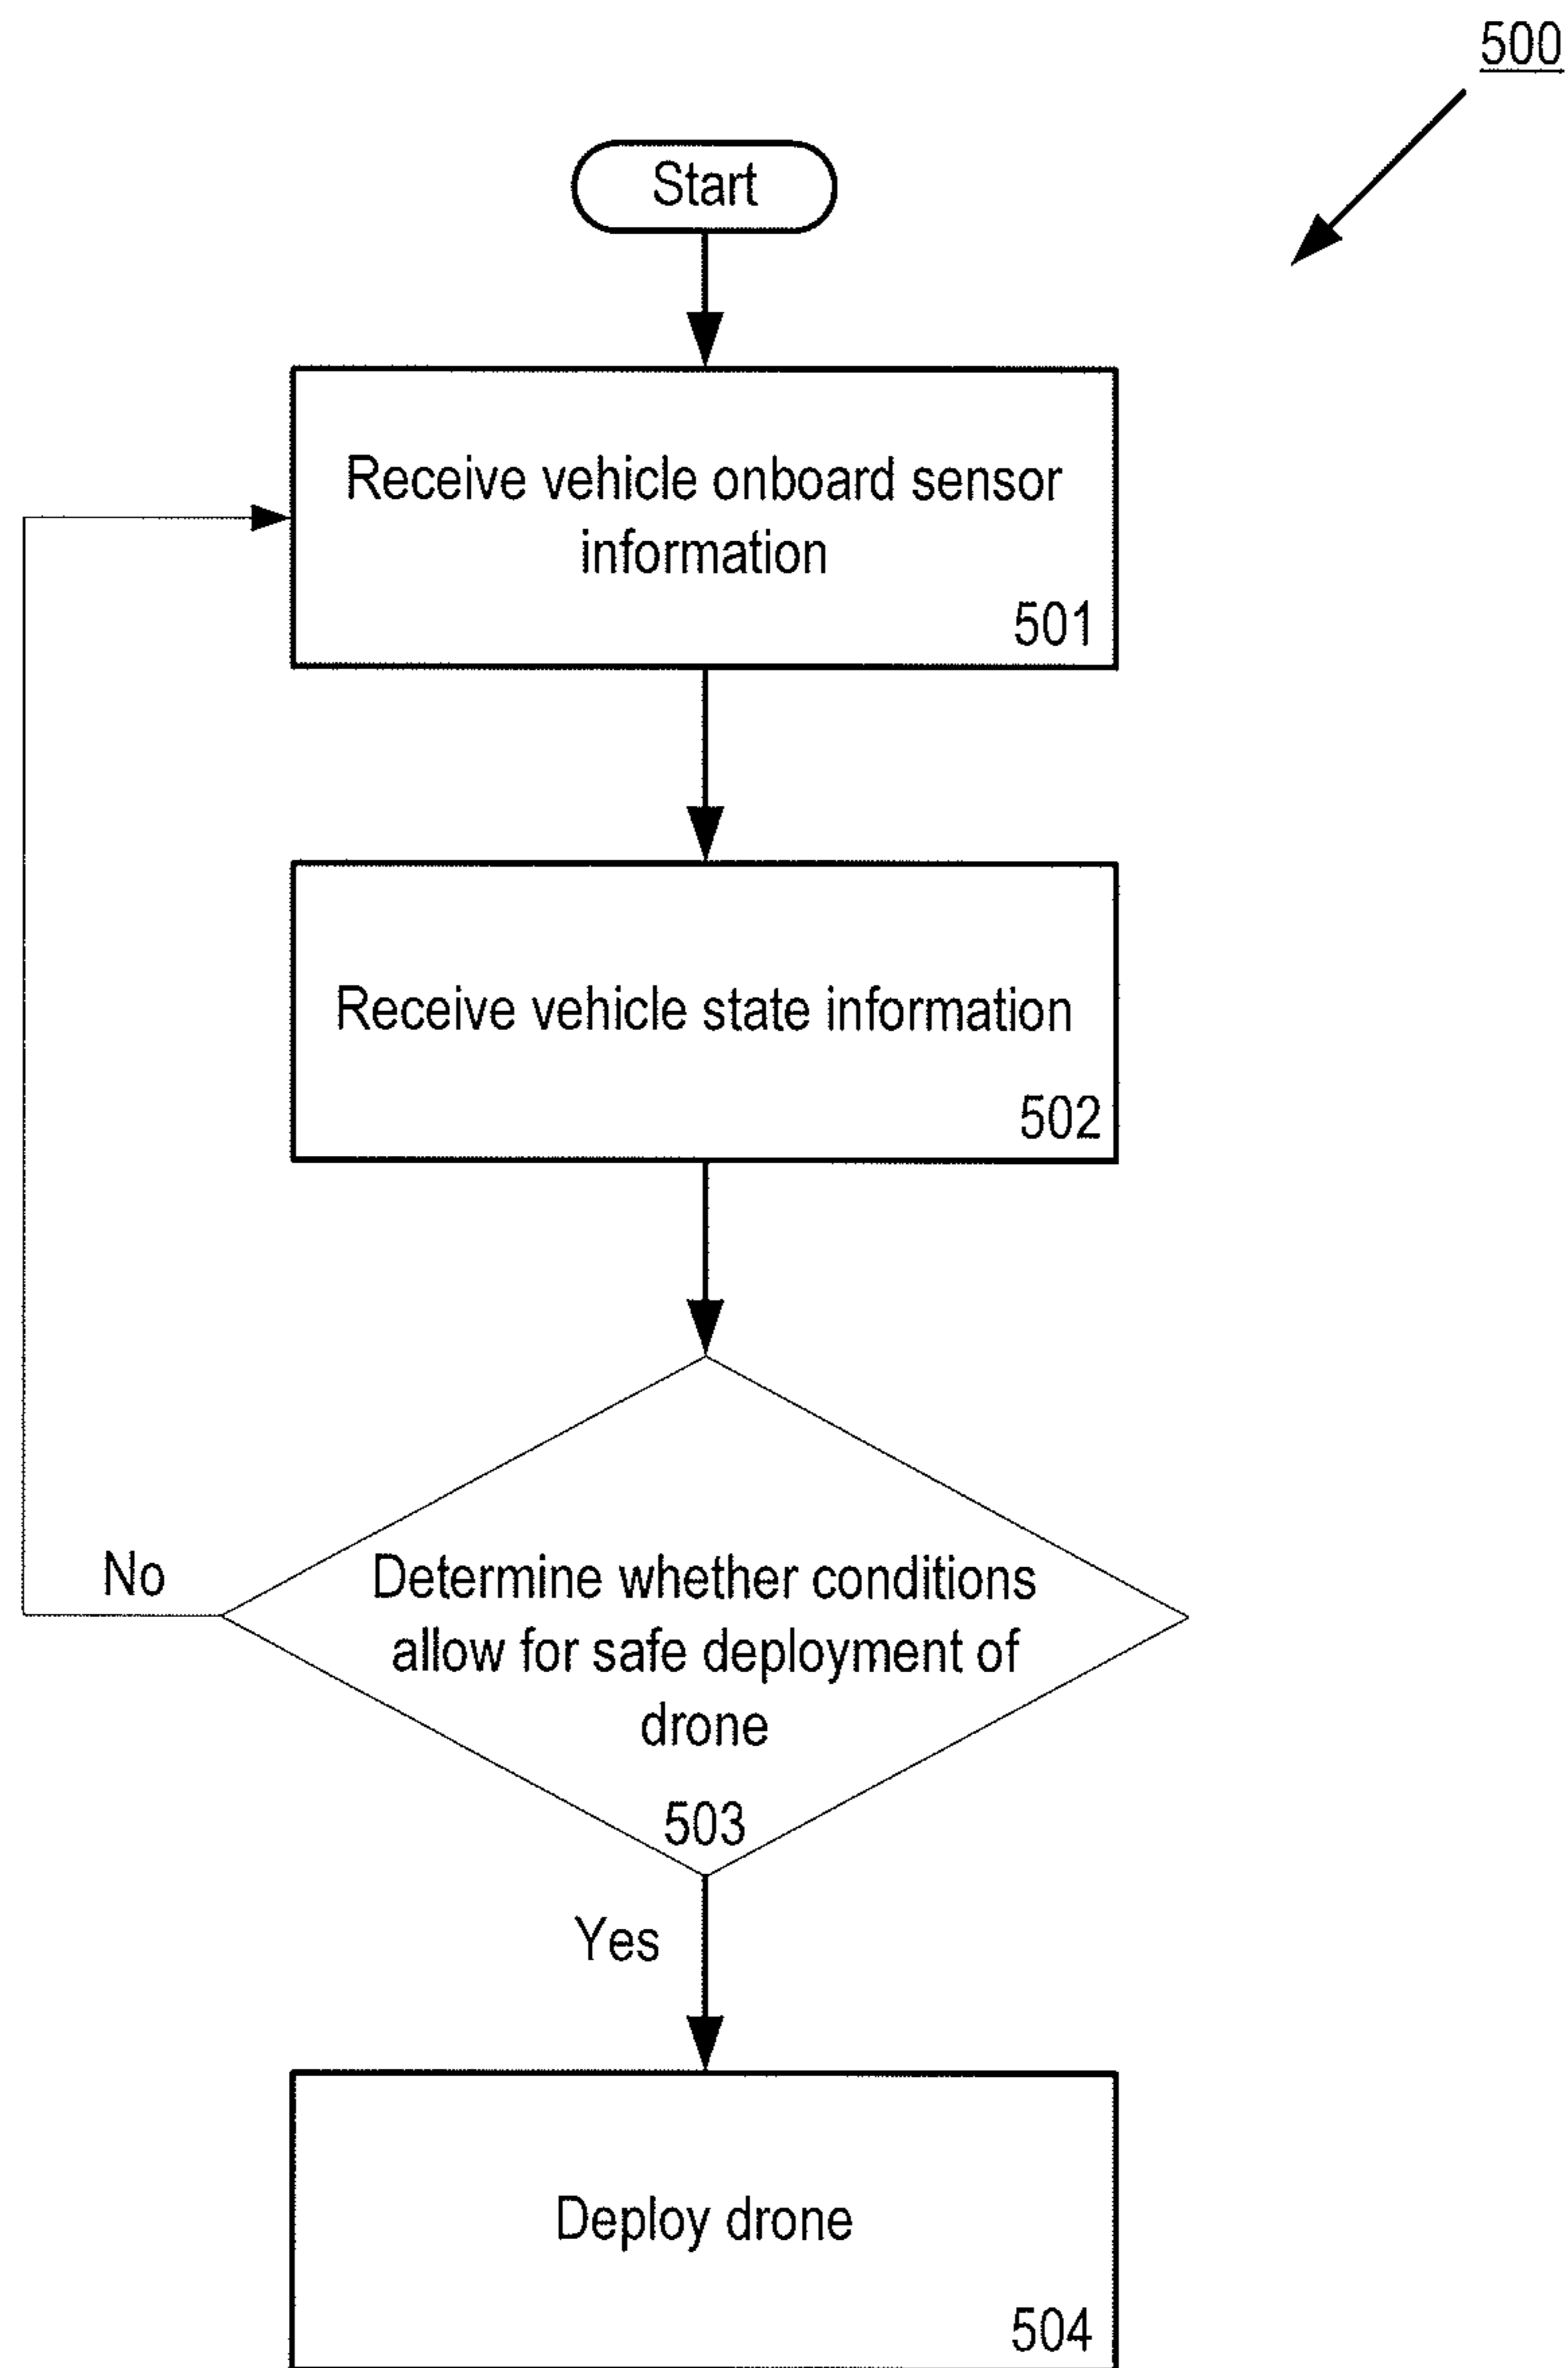 500
Start
Receive vehicle onboard sensor
information
501
Receive vehicle state information
502
Determine whether conditions
allow for safe deployment of
drone
503
No
Yes
Deploy drone
504